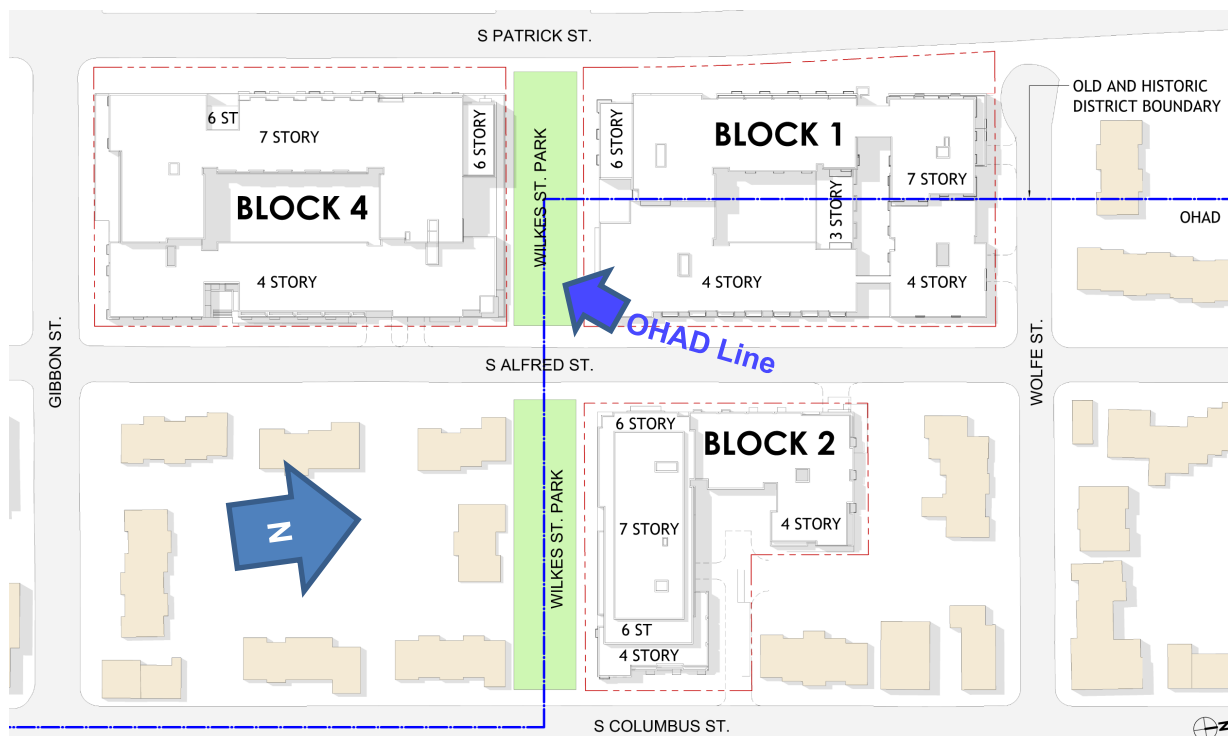 S PATRICK ST.
OLD AND HISTORIC
DISTRICT BOUNDARY
6 ST
7 STORY
6 STORY
BLOCK 4
4 STORY
WILKES ST. PARK
6 STORY
BLOCK 1
7 STORY
3 STORY
4 STORY
4 STORY
OHAD
OHAD Line
GIBBON ST.
S ALFRED ST.
WOLFE ST.
N
WILKES ST. PARK
6 STORY
BLOCK 2
7 STORY
4 STORY
6 ST
4 STORY
S COLUMBUS ST.
N